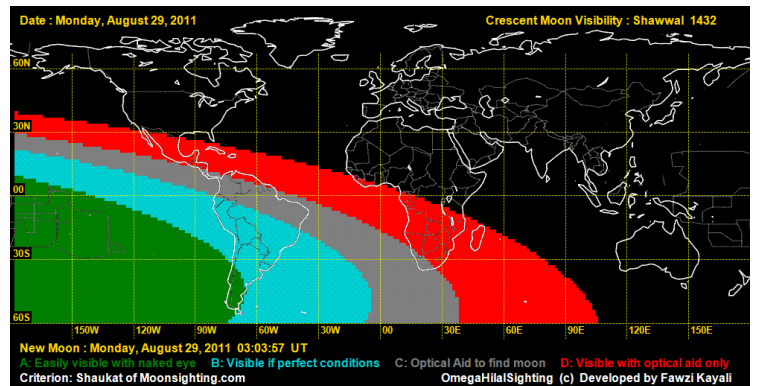 Date : Monday, August 29, 2011 Crescent Moon Visibility : Shawwal 1432
60N
30N
00
30S
60S
150W 120W 90W 60W 30W 00 30E 60E 90E 120E 150E
New Moon : Monday, August 29, 2011 03:03:57 UT
A: Easily visible with naked eye B: Visible if perfect conditions C: Optical Aid to find moon D: Visible with optical aid only
Criterion: Shaukat of Moonsighting.com OmegaHilalSighting (c) Developed by Fawzi Kayali